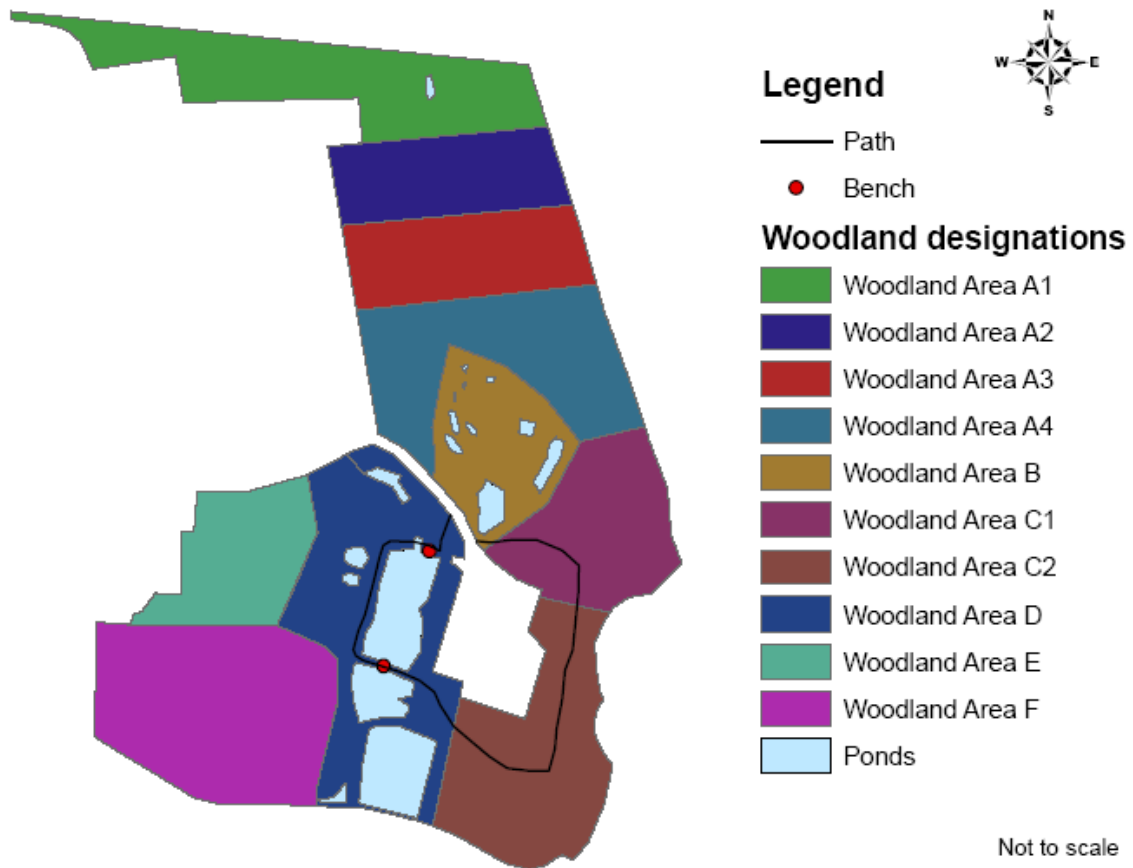 N
W E
S
Legend
Path
Bench
Woodland designations
Woodland Area A1
Woodland Area A2
Woodland Area A3
Woodland Area A4
Woodland Area B
Woodland Area C1
Woodland Area C2
Woodland Area D
Woodland Area E
Woodland Area F
Ponds
Not to scale